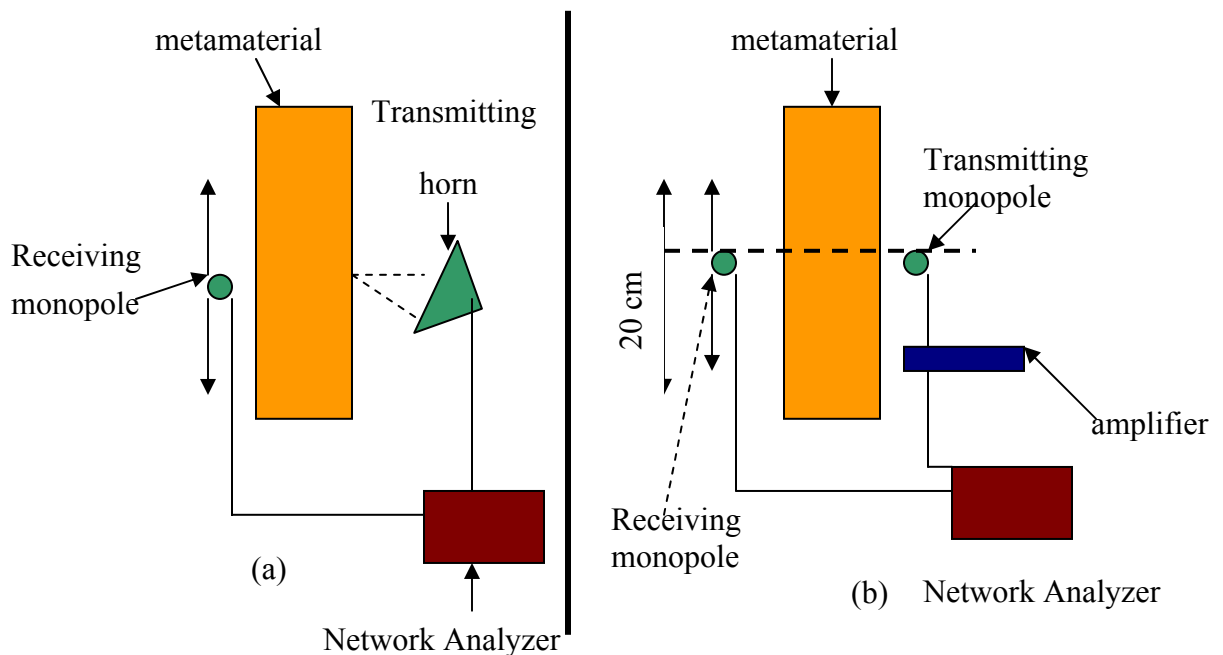 metamaterial
Transmitting
horn
Receiving
monopole
(a)
Network Analyzer
metamaterial
Transmitting
monopole
20 cm
amplifier
Receiving
monopole
(b) Network Analyzer